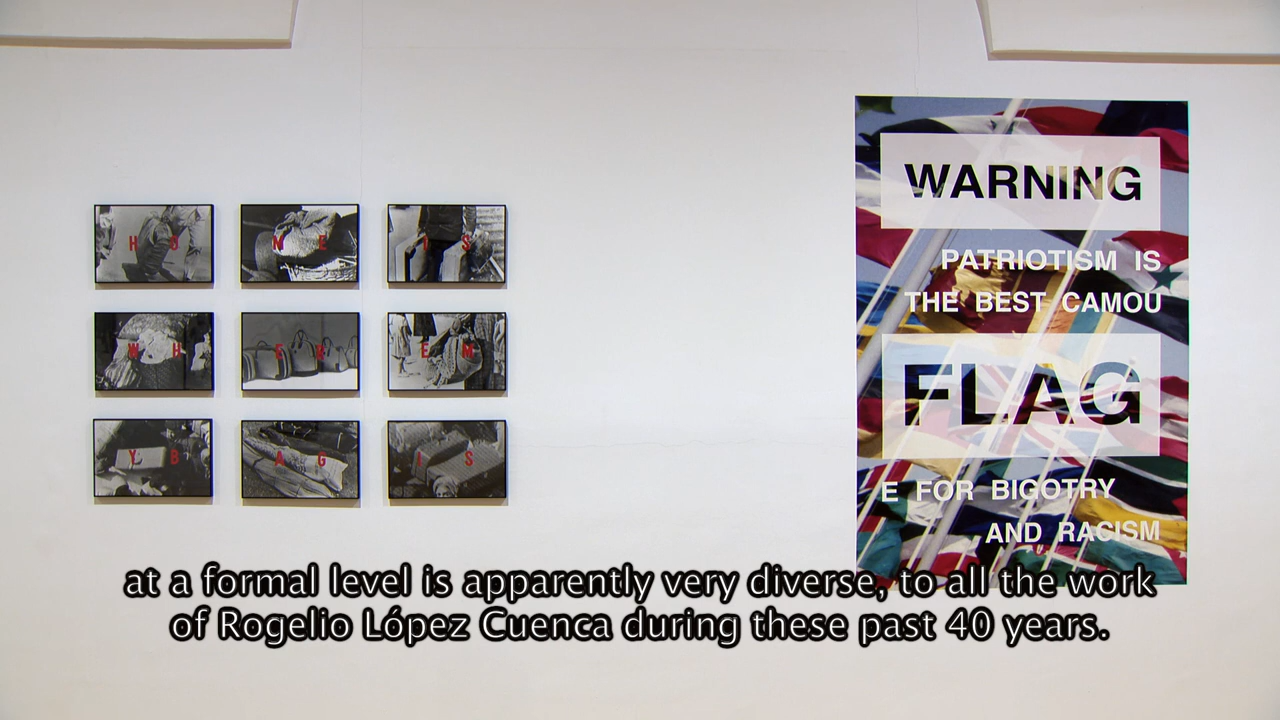 H O M E I S
W H E R E M
Y B A G I S
WARNING
PATRIOTISM IS
THE BEST CAMOU
FLAG
E FOR BIGOTRY
AND RACISM
at a formal level is apparently very diverse, to all the work
of Rogelio López Cuenca during these past 40 years.